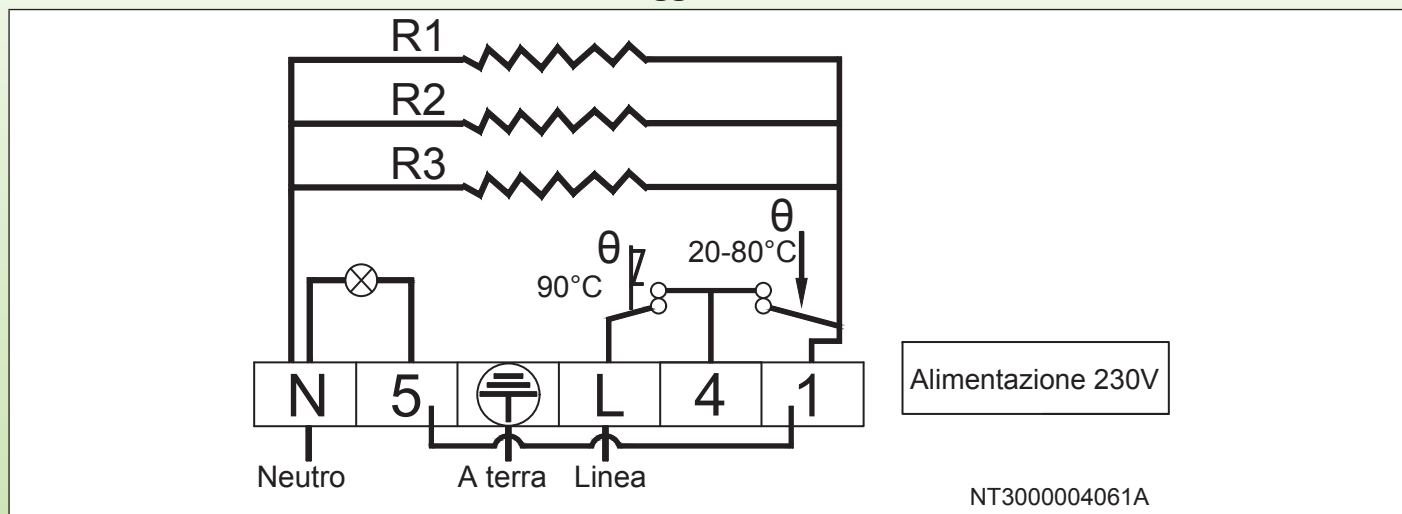 R1
R2
R3
θ
20-80°C
θ
90°C
N 5 L 4 1
Alimentazione 230V
Neutro A terra Linea
NT3000004061A